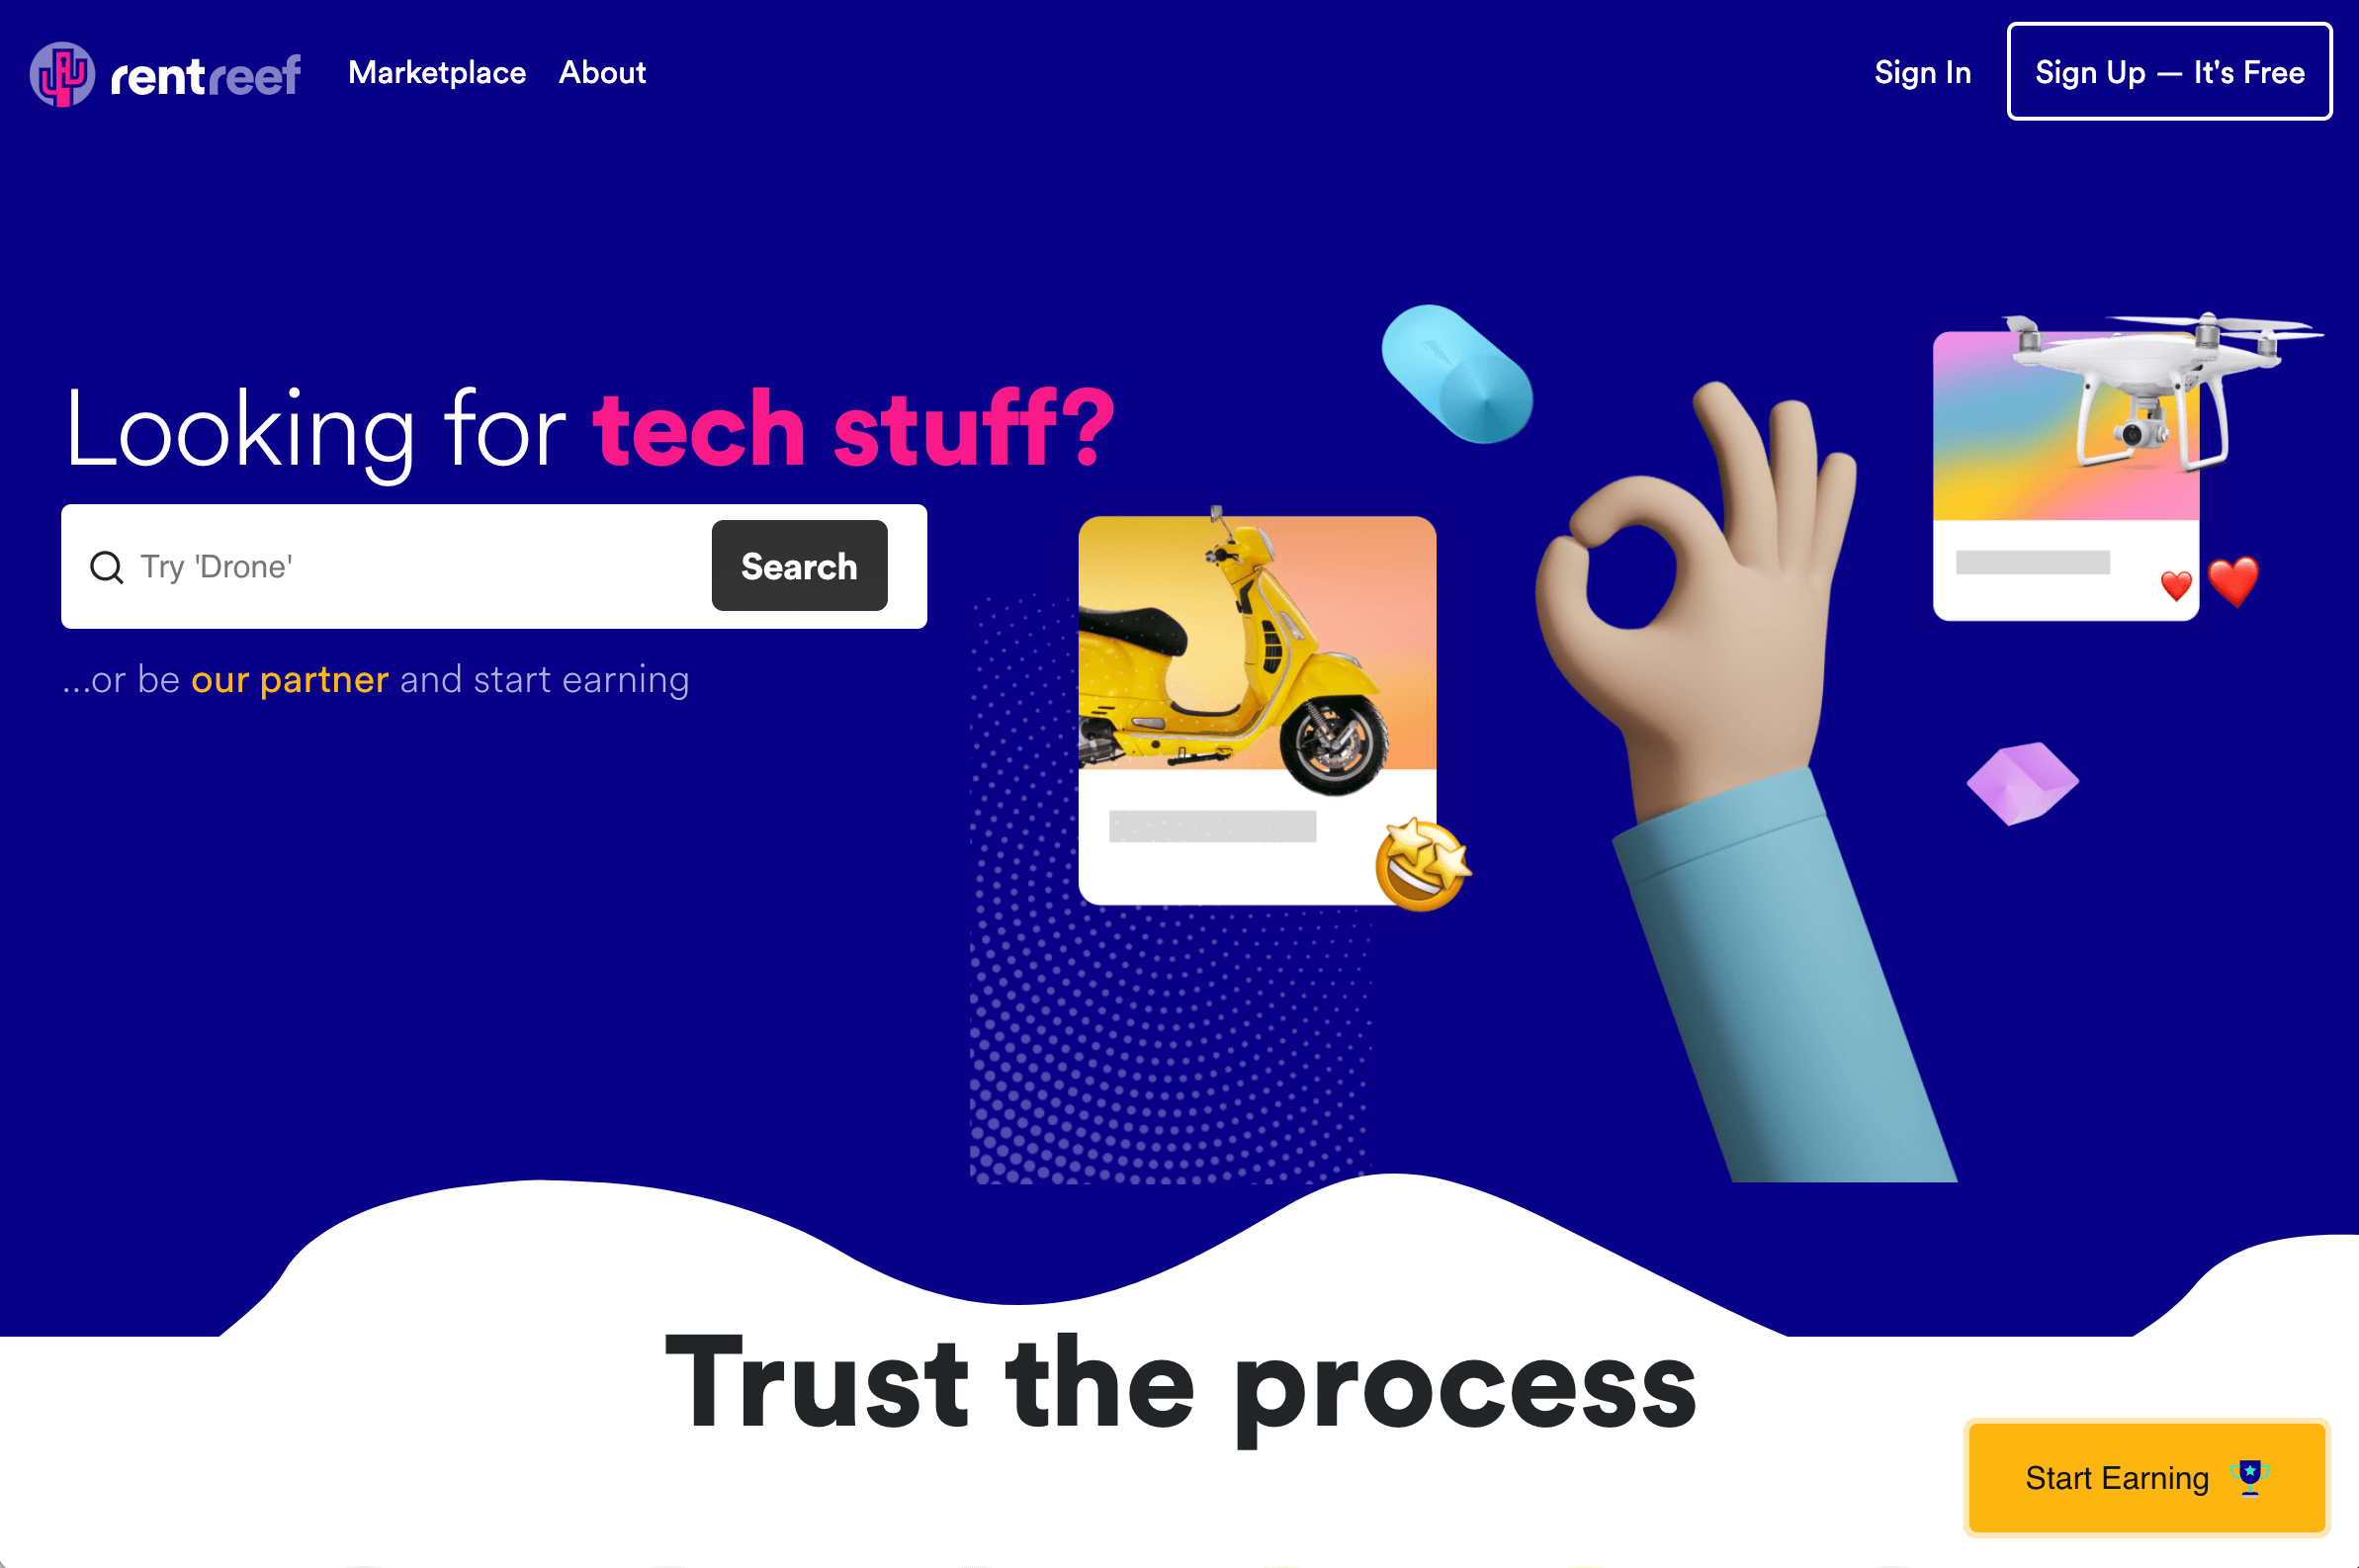 rentreef
Marketplace
About
Sign In
Sign Up — It's Free
Looking for tech stuff?
Try 'Drone'
Search
...or be our partner and start earning
Trust the process
Start Earning